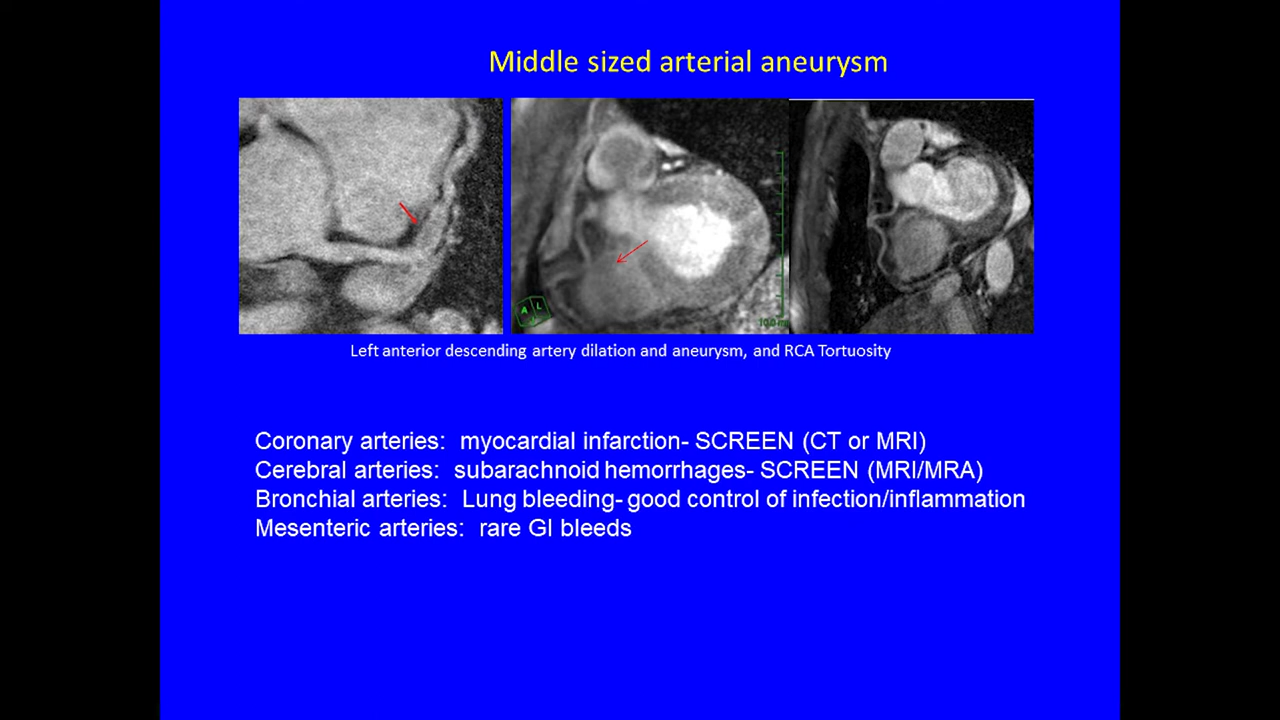 Middle sized arterial aneurysm
A L
Left anterior descending artery dilation and aneurysm, and RCA Tortuosity
Coronary arteries: myocardial infarction- SCREEN (CT or MRI)
Cerebral arteries: subarachnoid hemorrhages- SCREEN (MRI/MRA)
Bronchial arteries: Lung bleeding- good control of infection/inflammation
Mesenteric arteries: rare GI bleeds